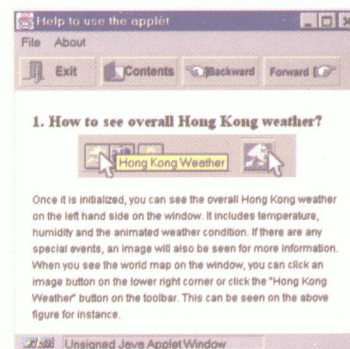 Help to use the applet
File About
Exit Contents Backward Forward
1. How to see overall Hong Kong weather?
Hong Kong Weather
Once it is initialized, you can see the overall Hong Kong weather
on the left hand side on the window. It includes temperature,
humidity and the animated weather condition. If there are any
special events, an image will also be seen for more information.
When you see the world map on the window, you can click an
image button on the lower right corner or click the "Hong Kong
Weather" button on the toolbar. This can be seen on the above
figure for instance.
Unsigned Java Applet Window